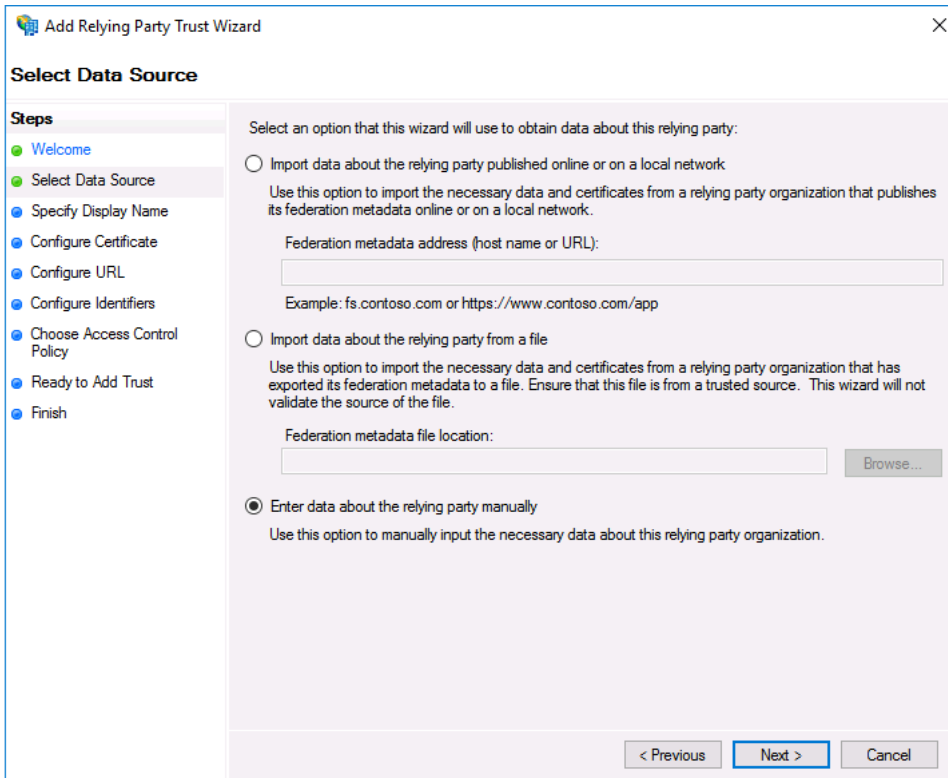 Add Relying Party Trust Wizard
Select Data Source
Steps
Welcome
Select Data Source
Specify Display Name
Configure Certificate
Configure URL
Configure Identifiers
Choose Access Control
Policy
Ready to Add Trust
Finish
Select an option that this wizard will use to obtain data about this relying party:
Import data about the relying party published online or on a local network
Use this option to import the necessary data and certificates from a relying party organization that publishes
its federation metadata online or on a local network.
Federation metadata address (host name or URL):
Example: fs.contoso.com or https://www.contoso.com/app
Import data about the relying party from a file
Use this option to import the necessary data and certificates from a relying party organization that has
exported its federation metadata to a file. Ensure that this file is from a trusted source.  This wizard will not
validate the source of the file.
Federation metadata file location:
Browse...
Enter data about the relying party manually
Use this option to manually input the necessary data about this relying party organization.
< Previous
Next >
Cancel